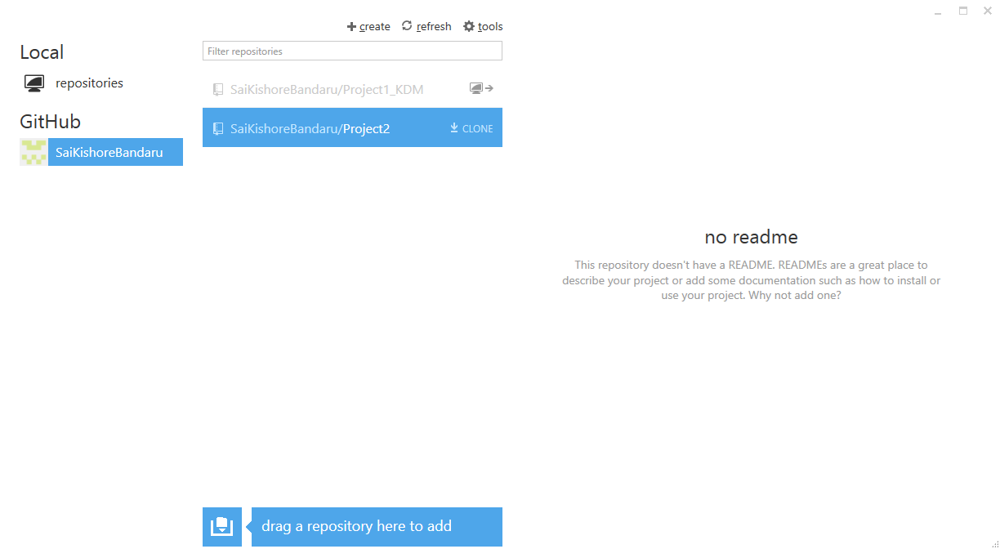 create refresh tools
Local
Filter repositories
repositories
SaiKishoreBandaru/Project1_KDM
GitHub
SaiKishoreBandaru/Project2 CLONE
SaiKishoreBandaru
no readme
This repository doesn't have a README. READMEs are a great place to
describe your project or add some documentation such as how to install or
use your project. Why not add one?
drag a repository here to add